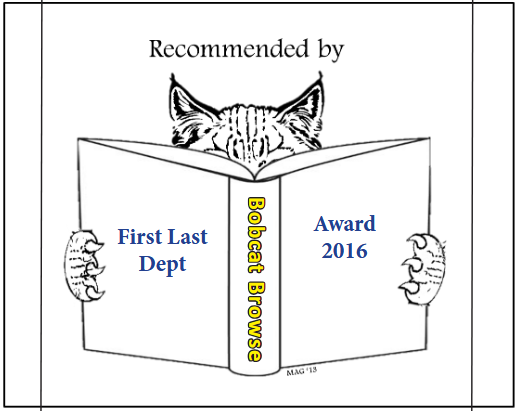 Recommended by
First Last
Dept
Bobcat Browse
Award
2016
MAG '13